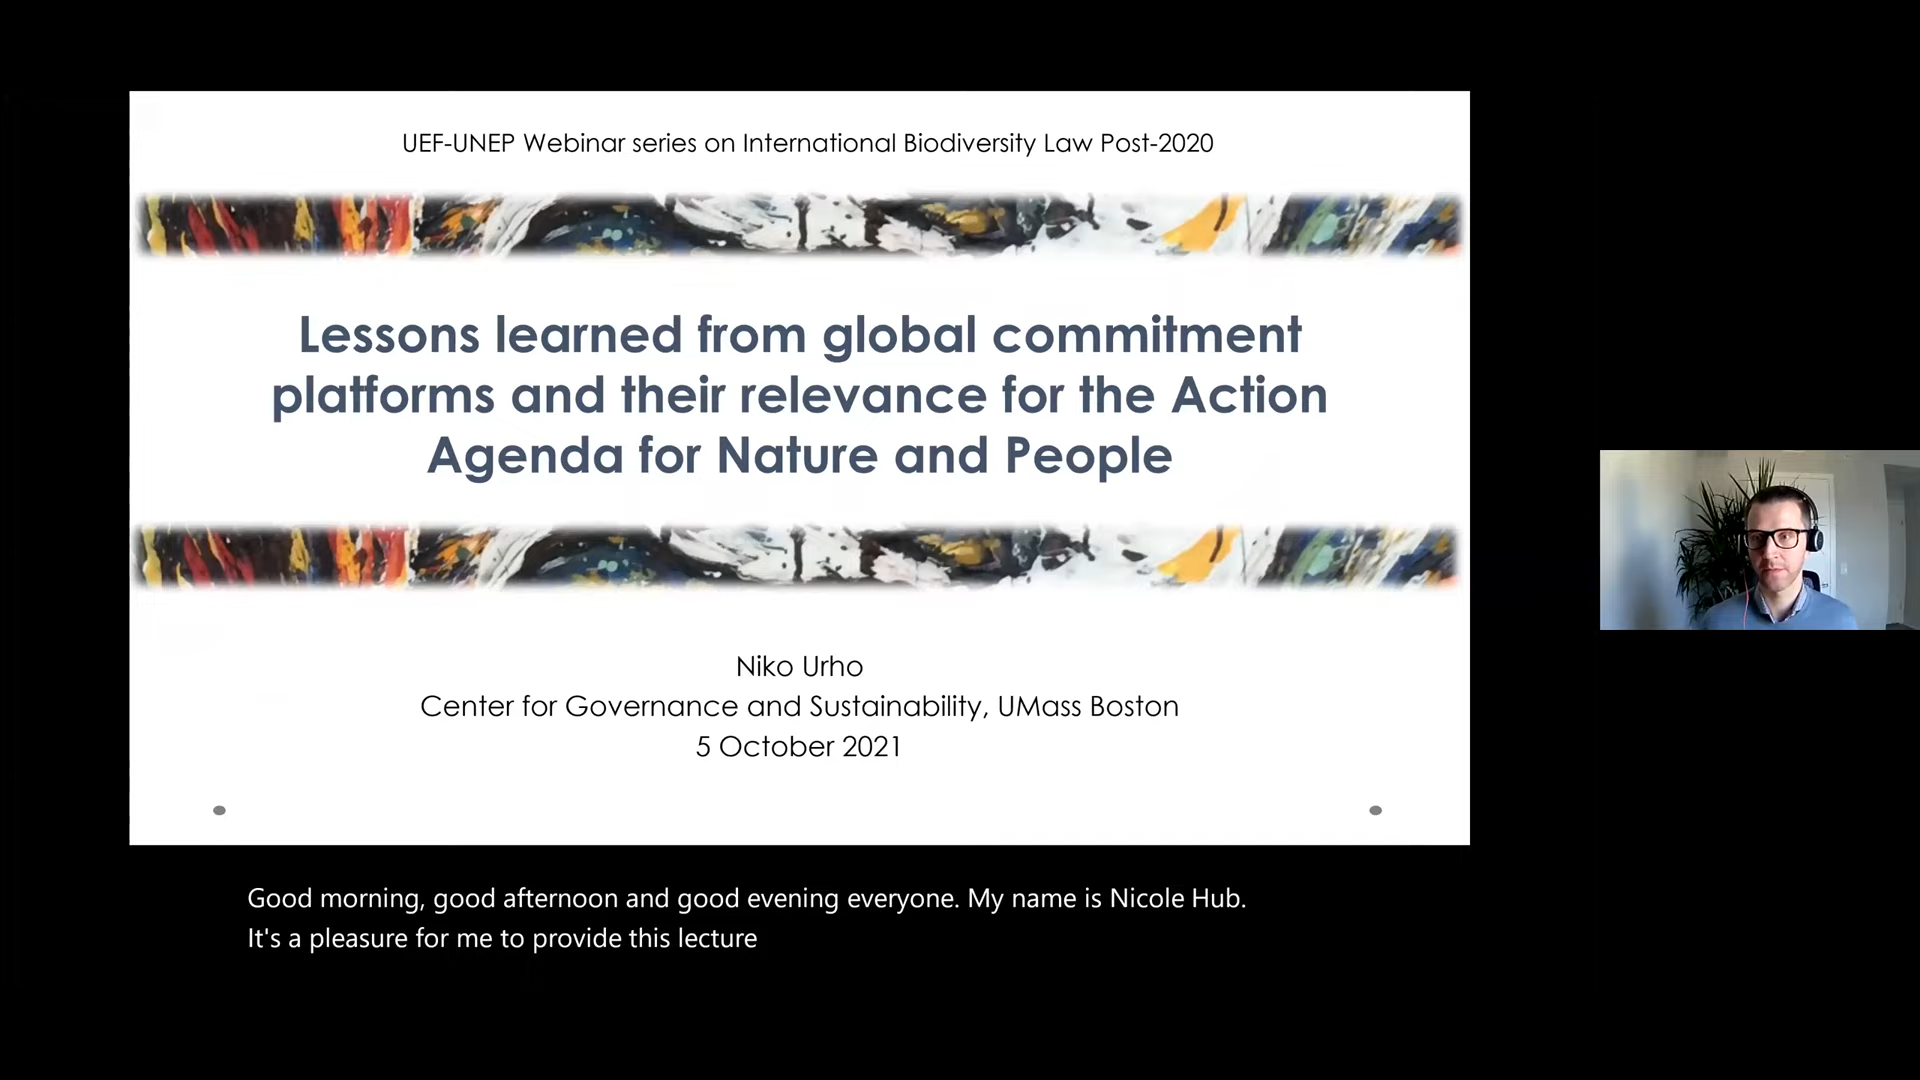 UEF-UNEP Webinar series on International Biodiversity Law Post-2020
Lessons learned from global commitment
platforms and their relevance for the Action
Agenda for Nature and People
Niko Urho
Center for Governance and Sustainability, UMass Boston
5 October 2021
Good morning, good afternoon and good evening everyone. My name is Nicole Hub.
It's a pleasure for me to provide this lecture